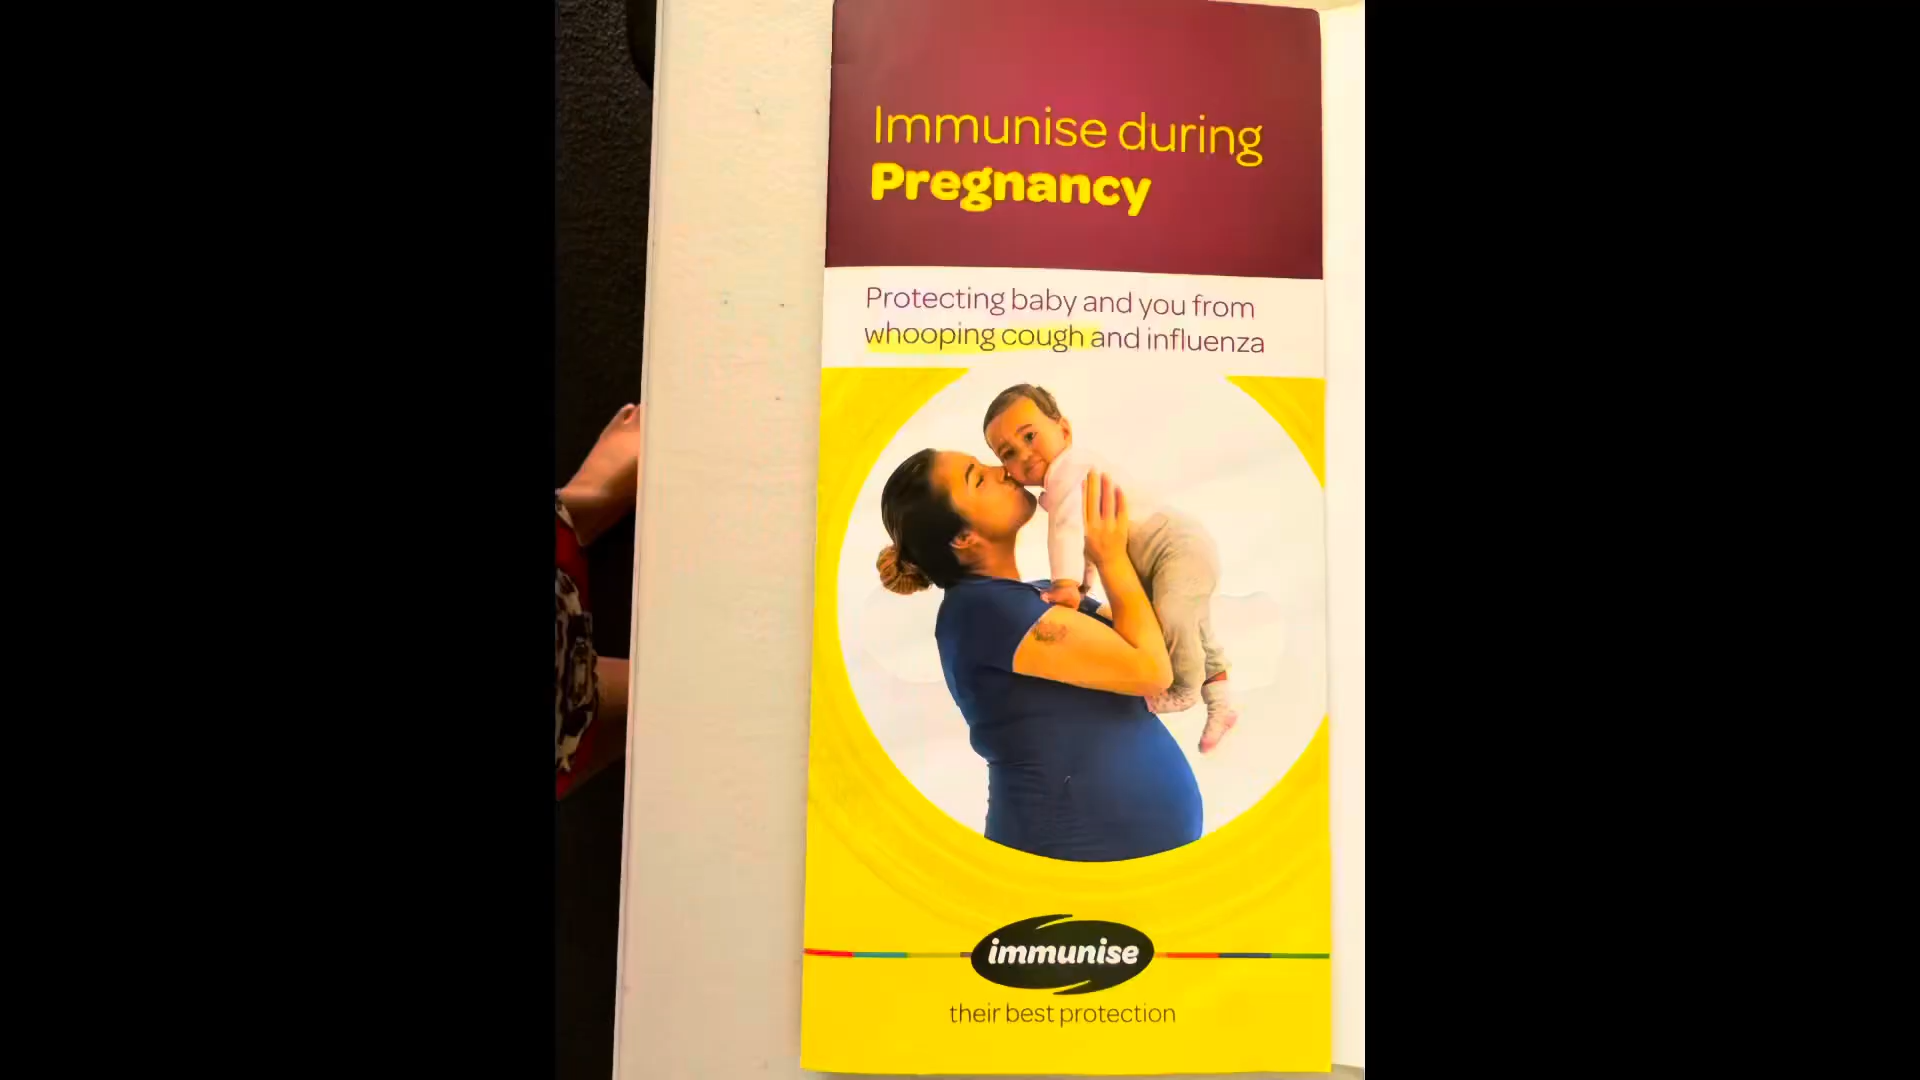 Immunise during
Pregnancy
Protecting baby and you from
whooping cough and influenza
immunise
their best protection